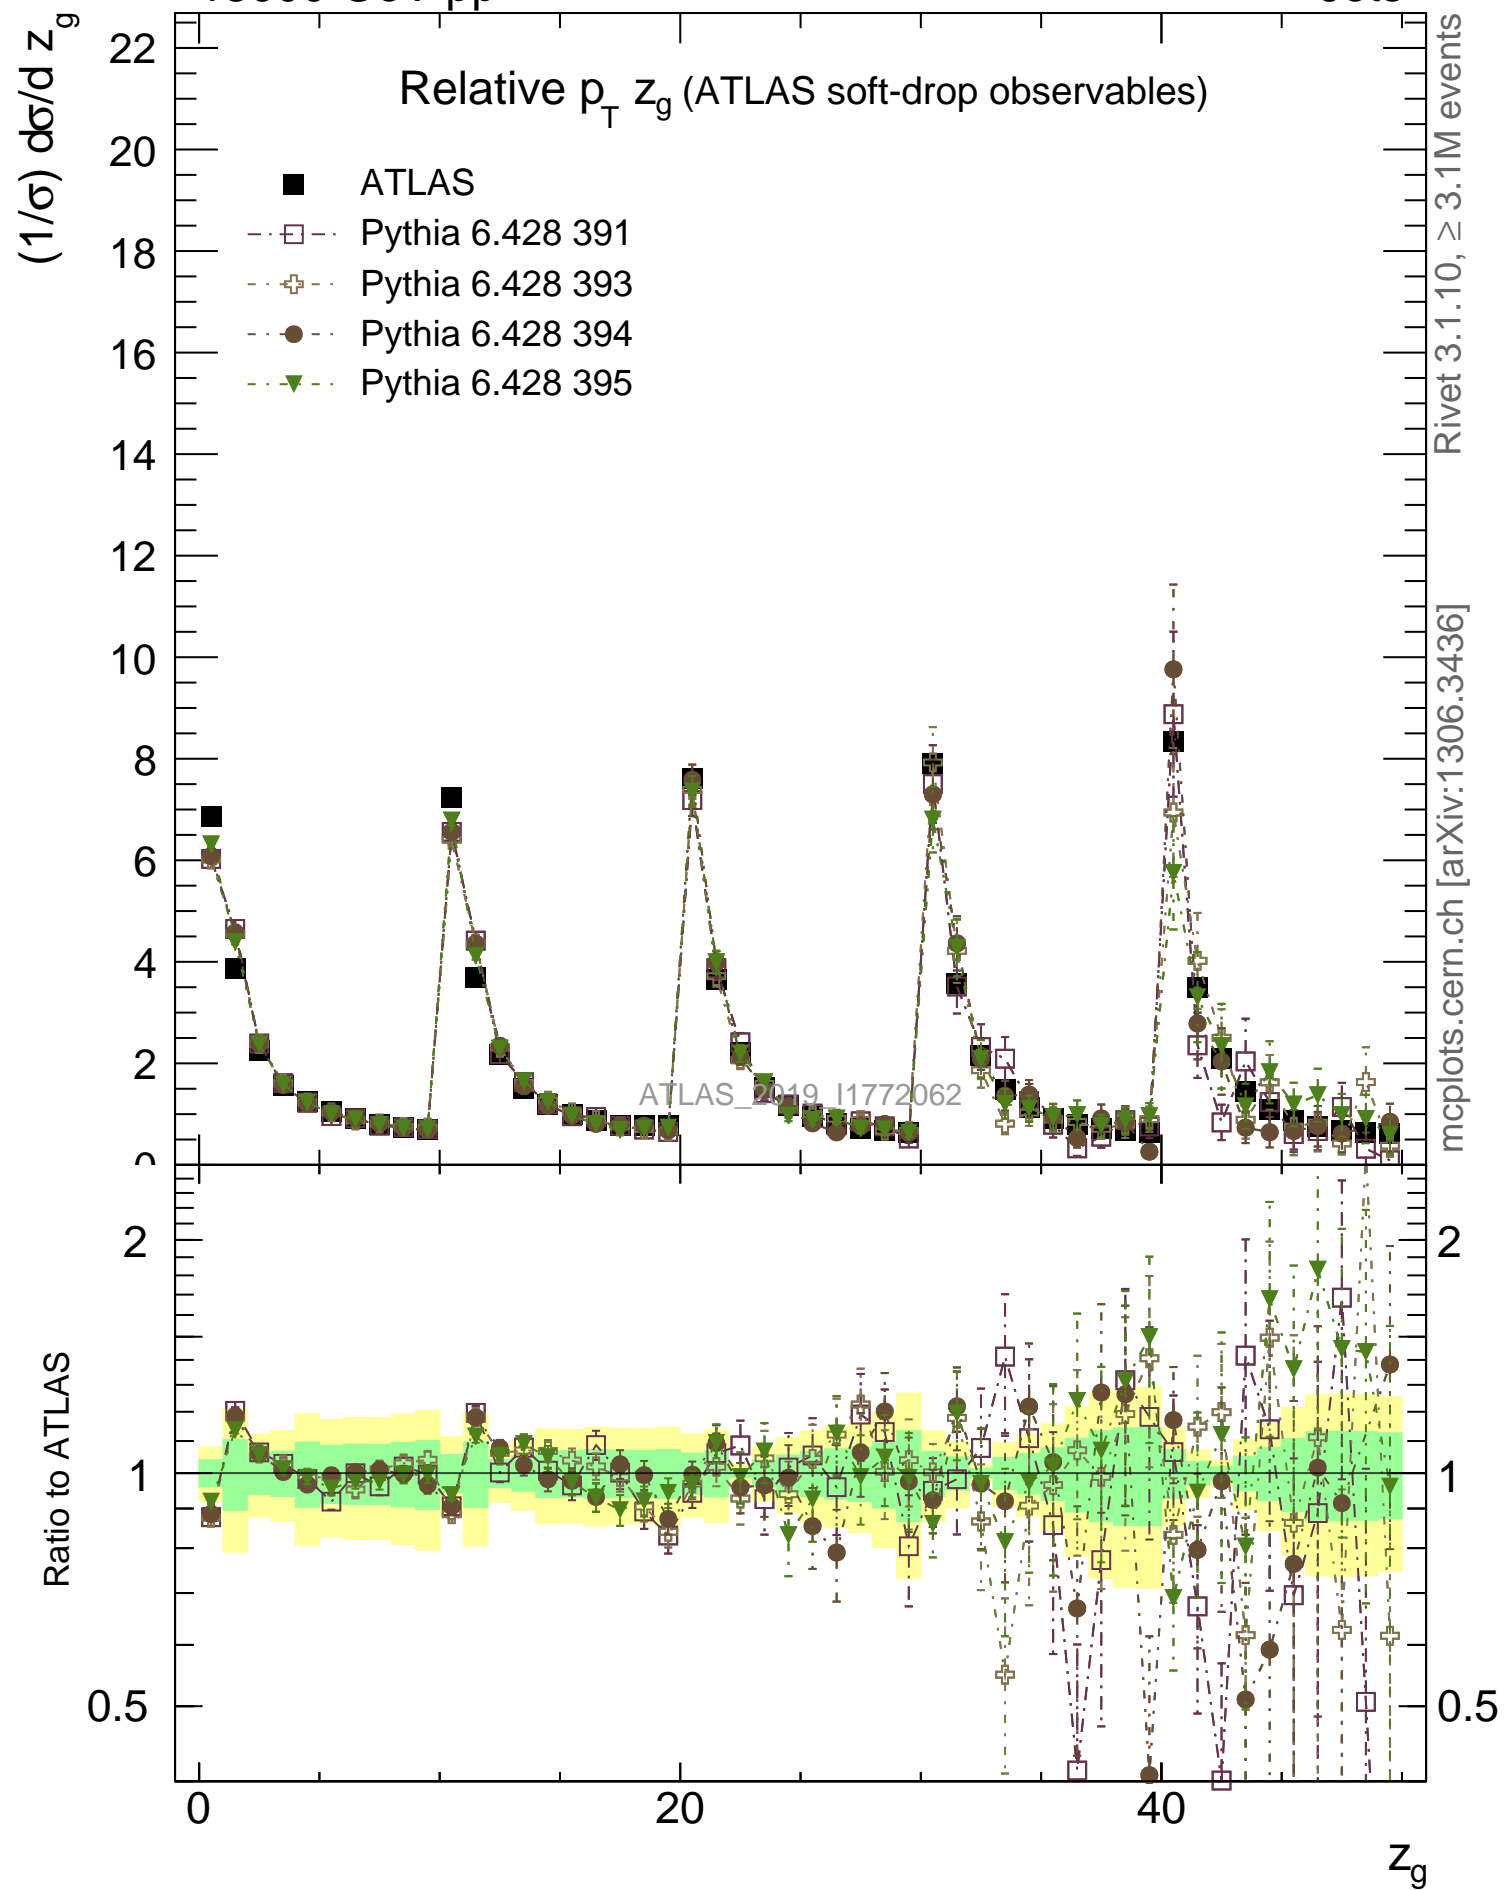 (1/σ) dσ/d z_g
Relative p_T z_g (ATLAS soft-drop observables)
ATLAS
Pythia 6.428 391
Pythia 6.428 393
Pythia 6.428 394
Pythia 6.428 395
22
20
18
16
14
12
10
8
6
4
2
0
ATLAS_2019_I1772062
Rivet 3.1.10, ≥ 3.1M events
mcplots.cern.ch [arXiv:1306.3436]
Ratio to ATLAS
2
1
0.5
2
1
0.5
0 20 40
z_g